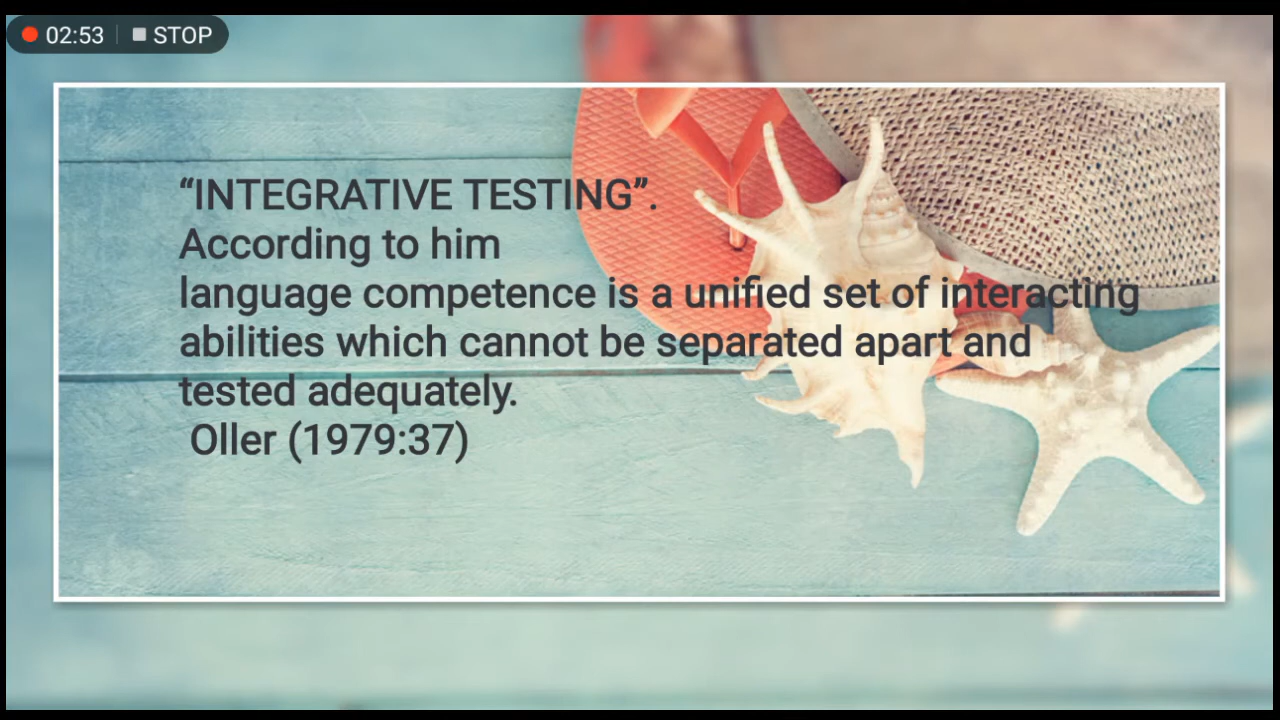 02:53 STOP
“INTEGRATIVE TESTING”.
According to him
language competence is a unified set of interacting
abilities which cannot be separated apart and
tested adequately.
Oller (1979:37)